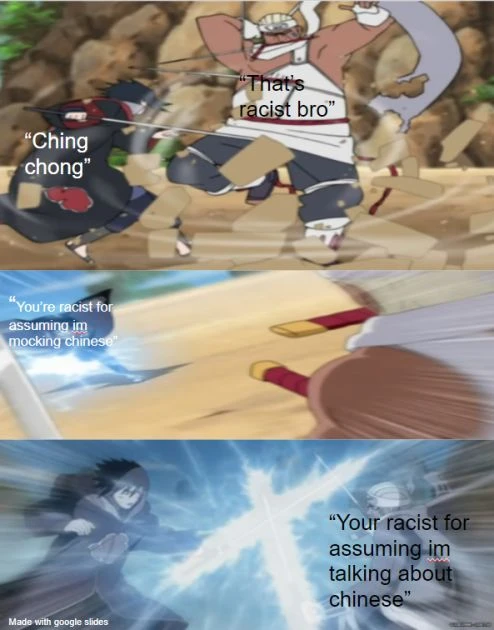 “That’s
racist bro”
“Ching
chong”
“You're racist for
assuming im
mocking chinese”
“Your racist for
assuming im
talking about
chinese”
Made with google slides